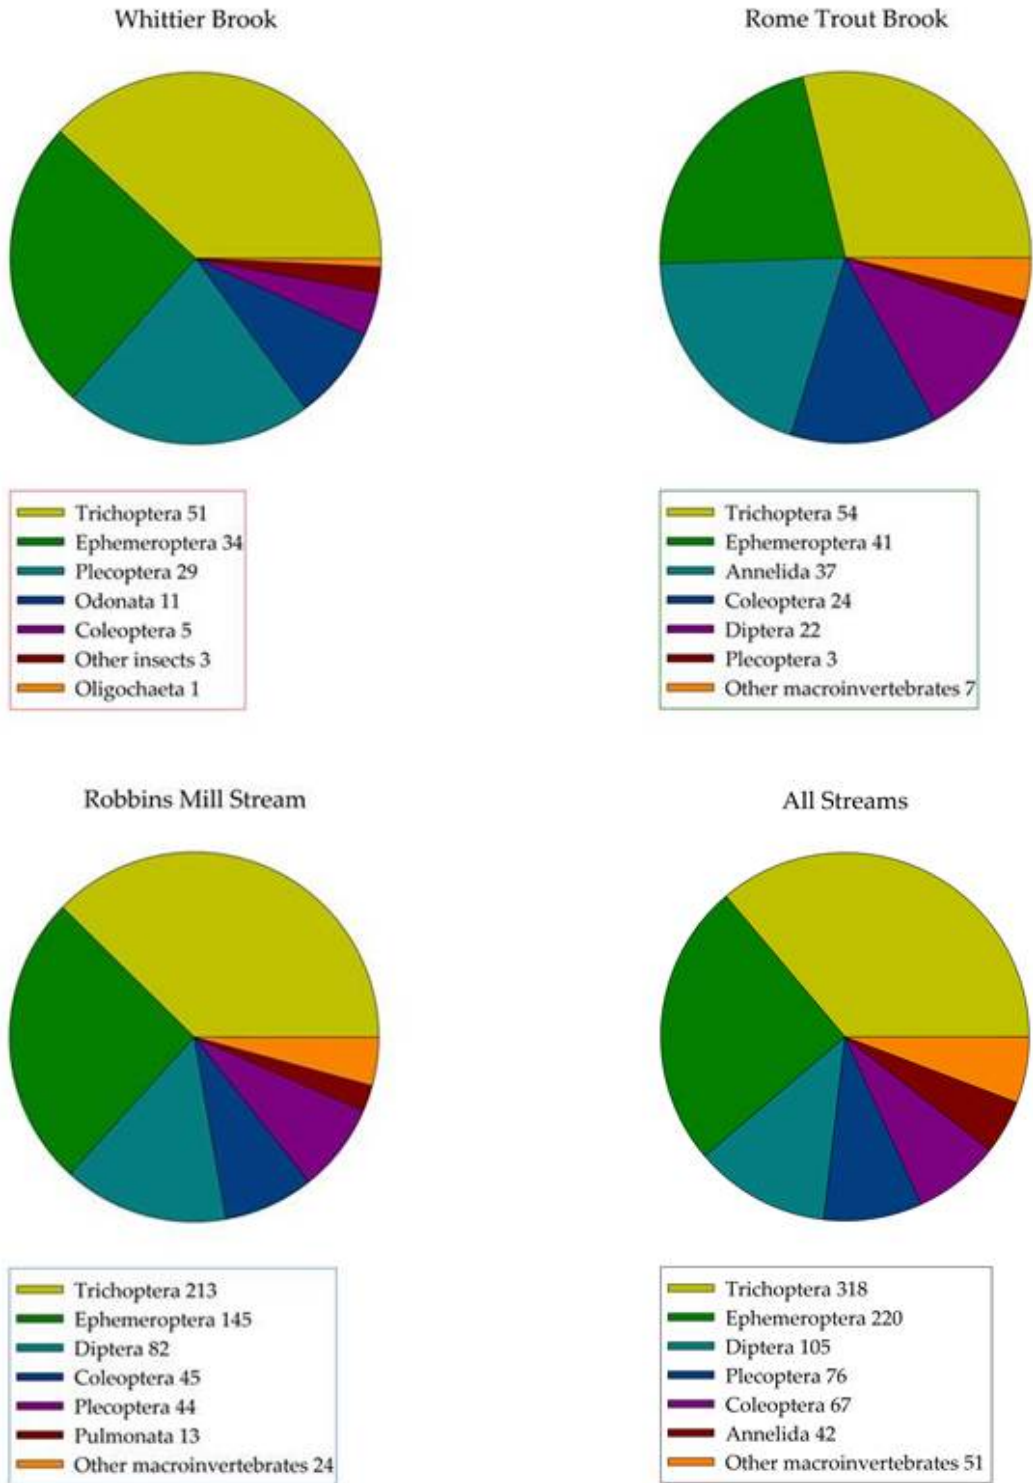 Whittier Brook
Rome Trout Brook
Trichoptera 51
Ephemeroptera 34
Plecoptera 29
Odonata 11
Coleoptera 5
Other insects 3
Oligochaeta 1
Trichoptera 54
Ephemeroptera 41
Annelida 37
Coleoptera 24
Diptera 22
Plecoptera 3
Other macroinvertebrates 7
Robbins Mill Stream
All Streams
Trichoptera 213
Ephemeroptera 145
Diptera 82
Coleoptera 45
Plecoptera 44
Pulmonata 13
Other macroinvertebrates 24
Trichoptera 318
Ephemeroptera 220
Diptera 105
Plecoptera 76
Coleoptera 67
Annelida 42
Other macroinvertebrates 51